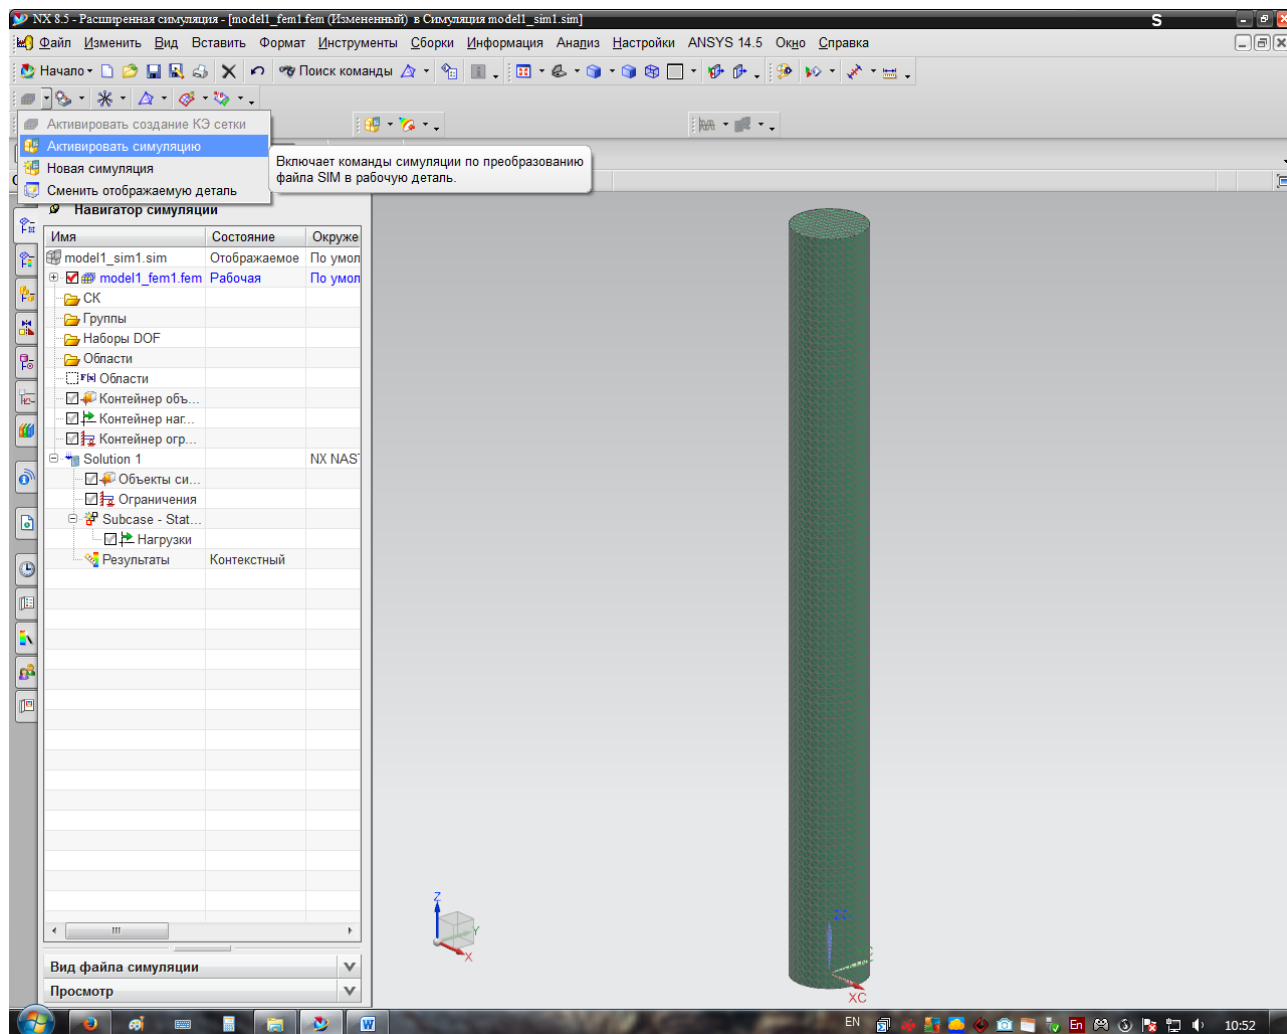 NX 8.5 - Расширенная симуляция - [model1_fem1.fem (Измененный) в Симуляция model1_sim1.sim]
S
Файл Изменить Вид Вставить Формат Инструменты Сборки Информация Анализ Настройки ANSYS 14.5 Окно Справка
Начало Поиск команды
Активировать создание КЭ сетки
Активировать симуляцию
Новая симуляция
Сменить отображаемую деталь
Включает команды симуляции по преобразованию
файла SIM в рабочую деталь.
Навигатор симуляции
Имя Состояние Окруже
model1_sim1.sim Отображаемое По умол
model1_fem1.fem Рабочая По умол
СК
Группы
Наборы DOF
Области
Области
Контейнер объ...
Контейнер наг...
Контейнер огр...
Solution 1 NX NAS
Объекты си...
Ограничения
Subcase - Stat...
Нагрузки
Результаты Контекстный
Z
Y
X
XC
Вид файла симуляции
Просмотр
EN
En
10:52